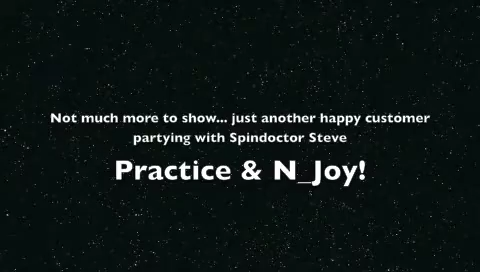 Not much more to show... just another happy customer
partying with Spindoctor Steve
Practice & N_Joy!